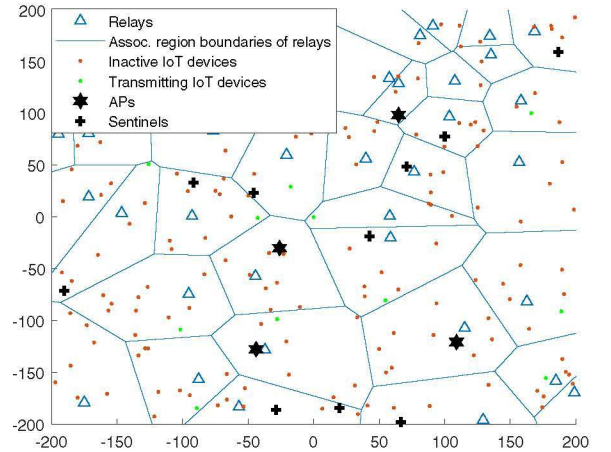 200
150
100
50
0
-50
-100
-150
-200
Relays
Assoc. region boundaries of relays
Inactive IoT devices
Transmitting IoT devices
APs
Sentinels
-200 -150 -100 -50 0 50 100 150 200